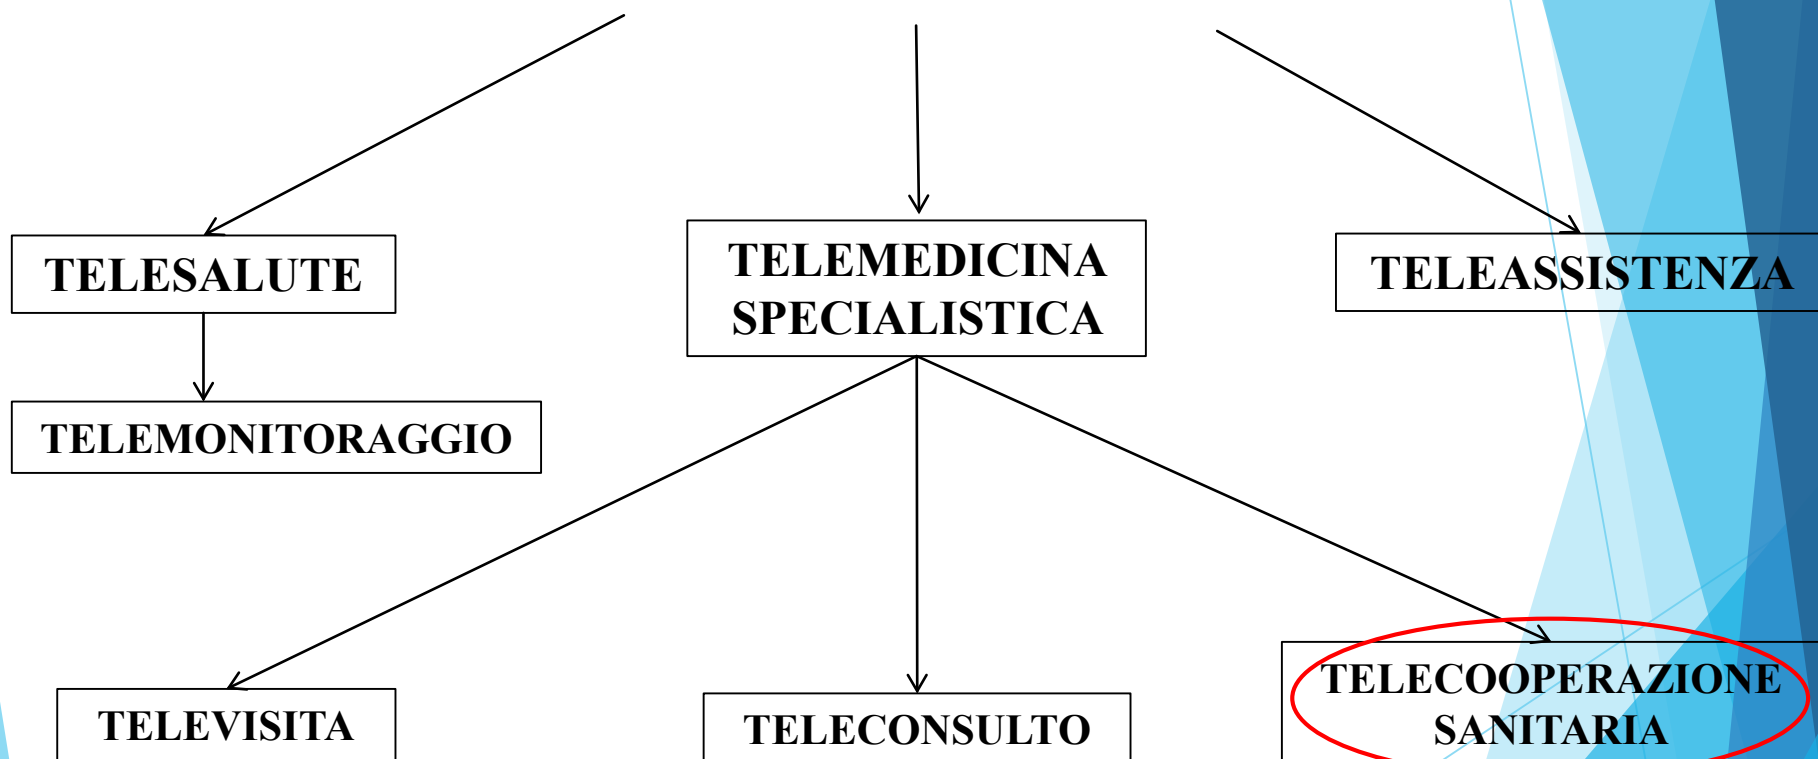 TELESALUTE
TELEMEDICINA
SPECIALISTICA
TELEASSISTENZA
TELEMONITORAGGIO
TELEVISITA
TELECONSULTO
TELECOOPERAZIONE
SANITARIA